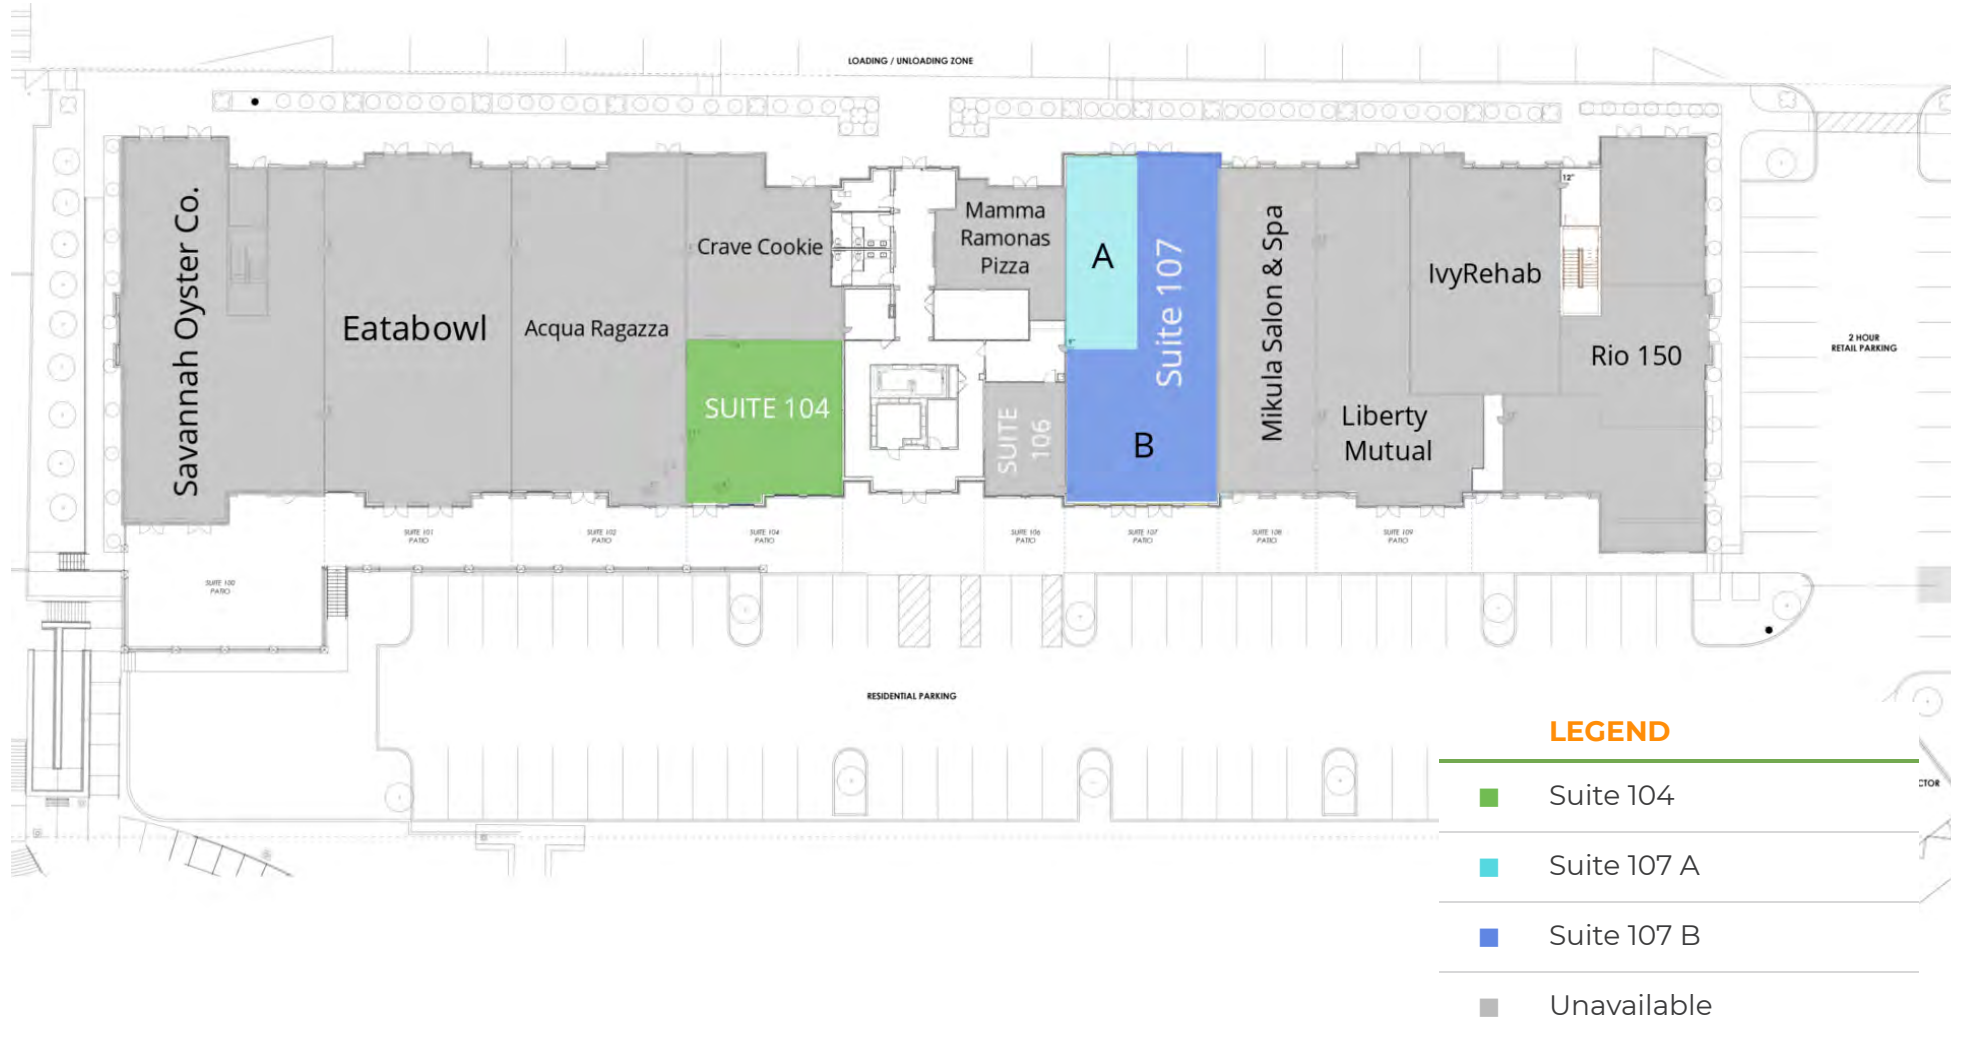 LOADING / UNLOADING ZONE
12"
Savannah Oyster Co.
Eatabowl
Acqua Ragazza
Crave Cookie
SUITE 104
Mamma
Ramonas
Pizza
SUITE
106
A
Suite 107
B
Mikula Salon & Spa
Liberty
Mutual
IvyRehab
Rio 150
2 HOUR
RETAIL PARKING
SUITE 101
PATIO
SUITE 102
PATIO
SUITE 104
PATIO
SUITE 106
PATIO
SUITE 107
PATIO
SUITE 108
PATIO
SUITE 109
PATIO
SUITE 100
PATIO
RESIDENTIAL PARKING
CTOR
LEGEND
Suite 104
Suite 107 A
Suite 107 B
Unavailable